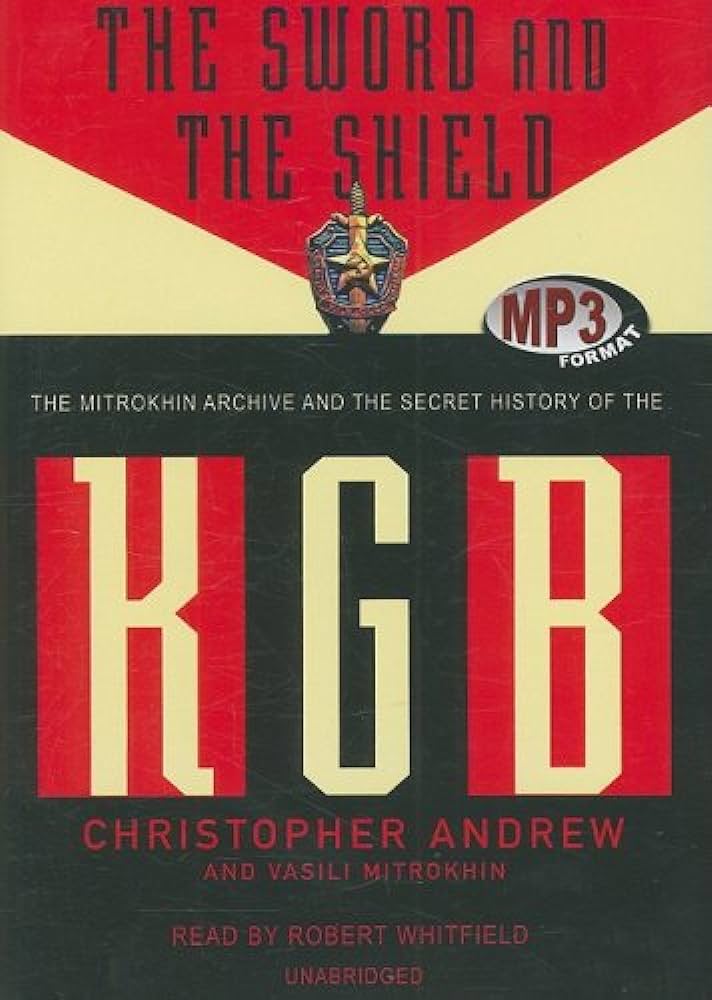 THE SWORD AND
THE SHIELD
MP3
FORMAT
THE MITROKHIN ARCHIVE AND THE SECRET HISTORY OF THE
KGB
CHRISTOPHER ANDREW
AND VASILI MITROKHIN
READ BY ROBERT WHITFIELD
UNABRIDGED